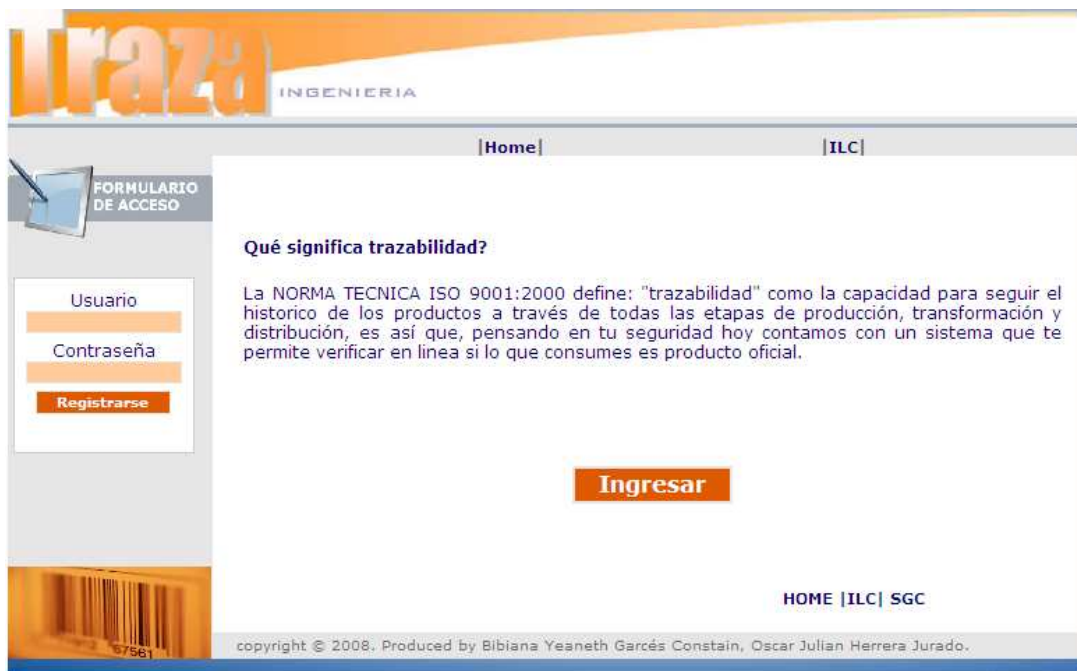 Traza
INGENIERIA
|Home| |ILC|
FORMULARIO
DE ACCESO
Usuario
Contraseña
Registrarse
Qué significa trazabilidad?
La NORMA TECNICA ISO 9001:2000 define: "trazabilidad" como la capacidad para seguir el
historico de los productos a través de todas las etapas de producción, transformación y
distribución, es así que, pensando en tu seguridad hoy contamos con un sistema que te
permite verificar en linea si lo que consumes es producto oficial.
Ingresar
HOME |ILC| SGC
67561
copyright © 2008. Produced by Bibiana Yeaneth Garcés Constain, Oscar Julian Herrera Jurado.